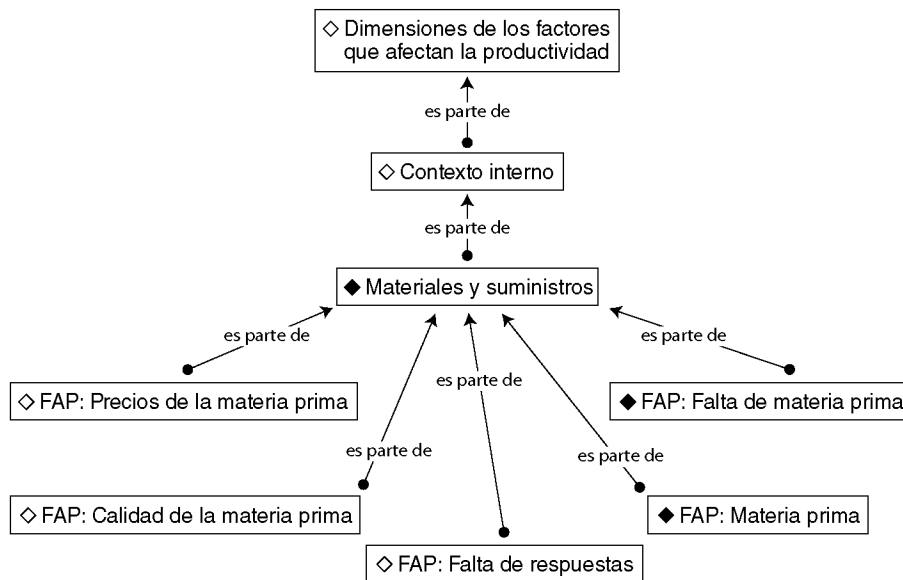 ◇ Dimensiones de los factores
que afectan la productividad
es parte de
◇ Contexto interno
es parte de
◆ Materiales y suministros
es parte de
es parte de
◇ FAP: Precios de la materia prima
es parte de
◆ FAP: Falta de materia prima
es parte de
es parte de
◇ FAP: Calidad de la materia prima
◆ FAP: Materia prima
◇ FAP: Falta de respuestas